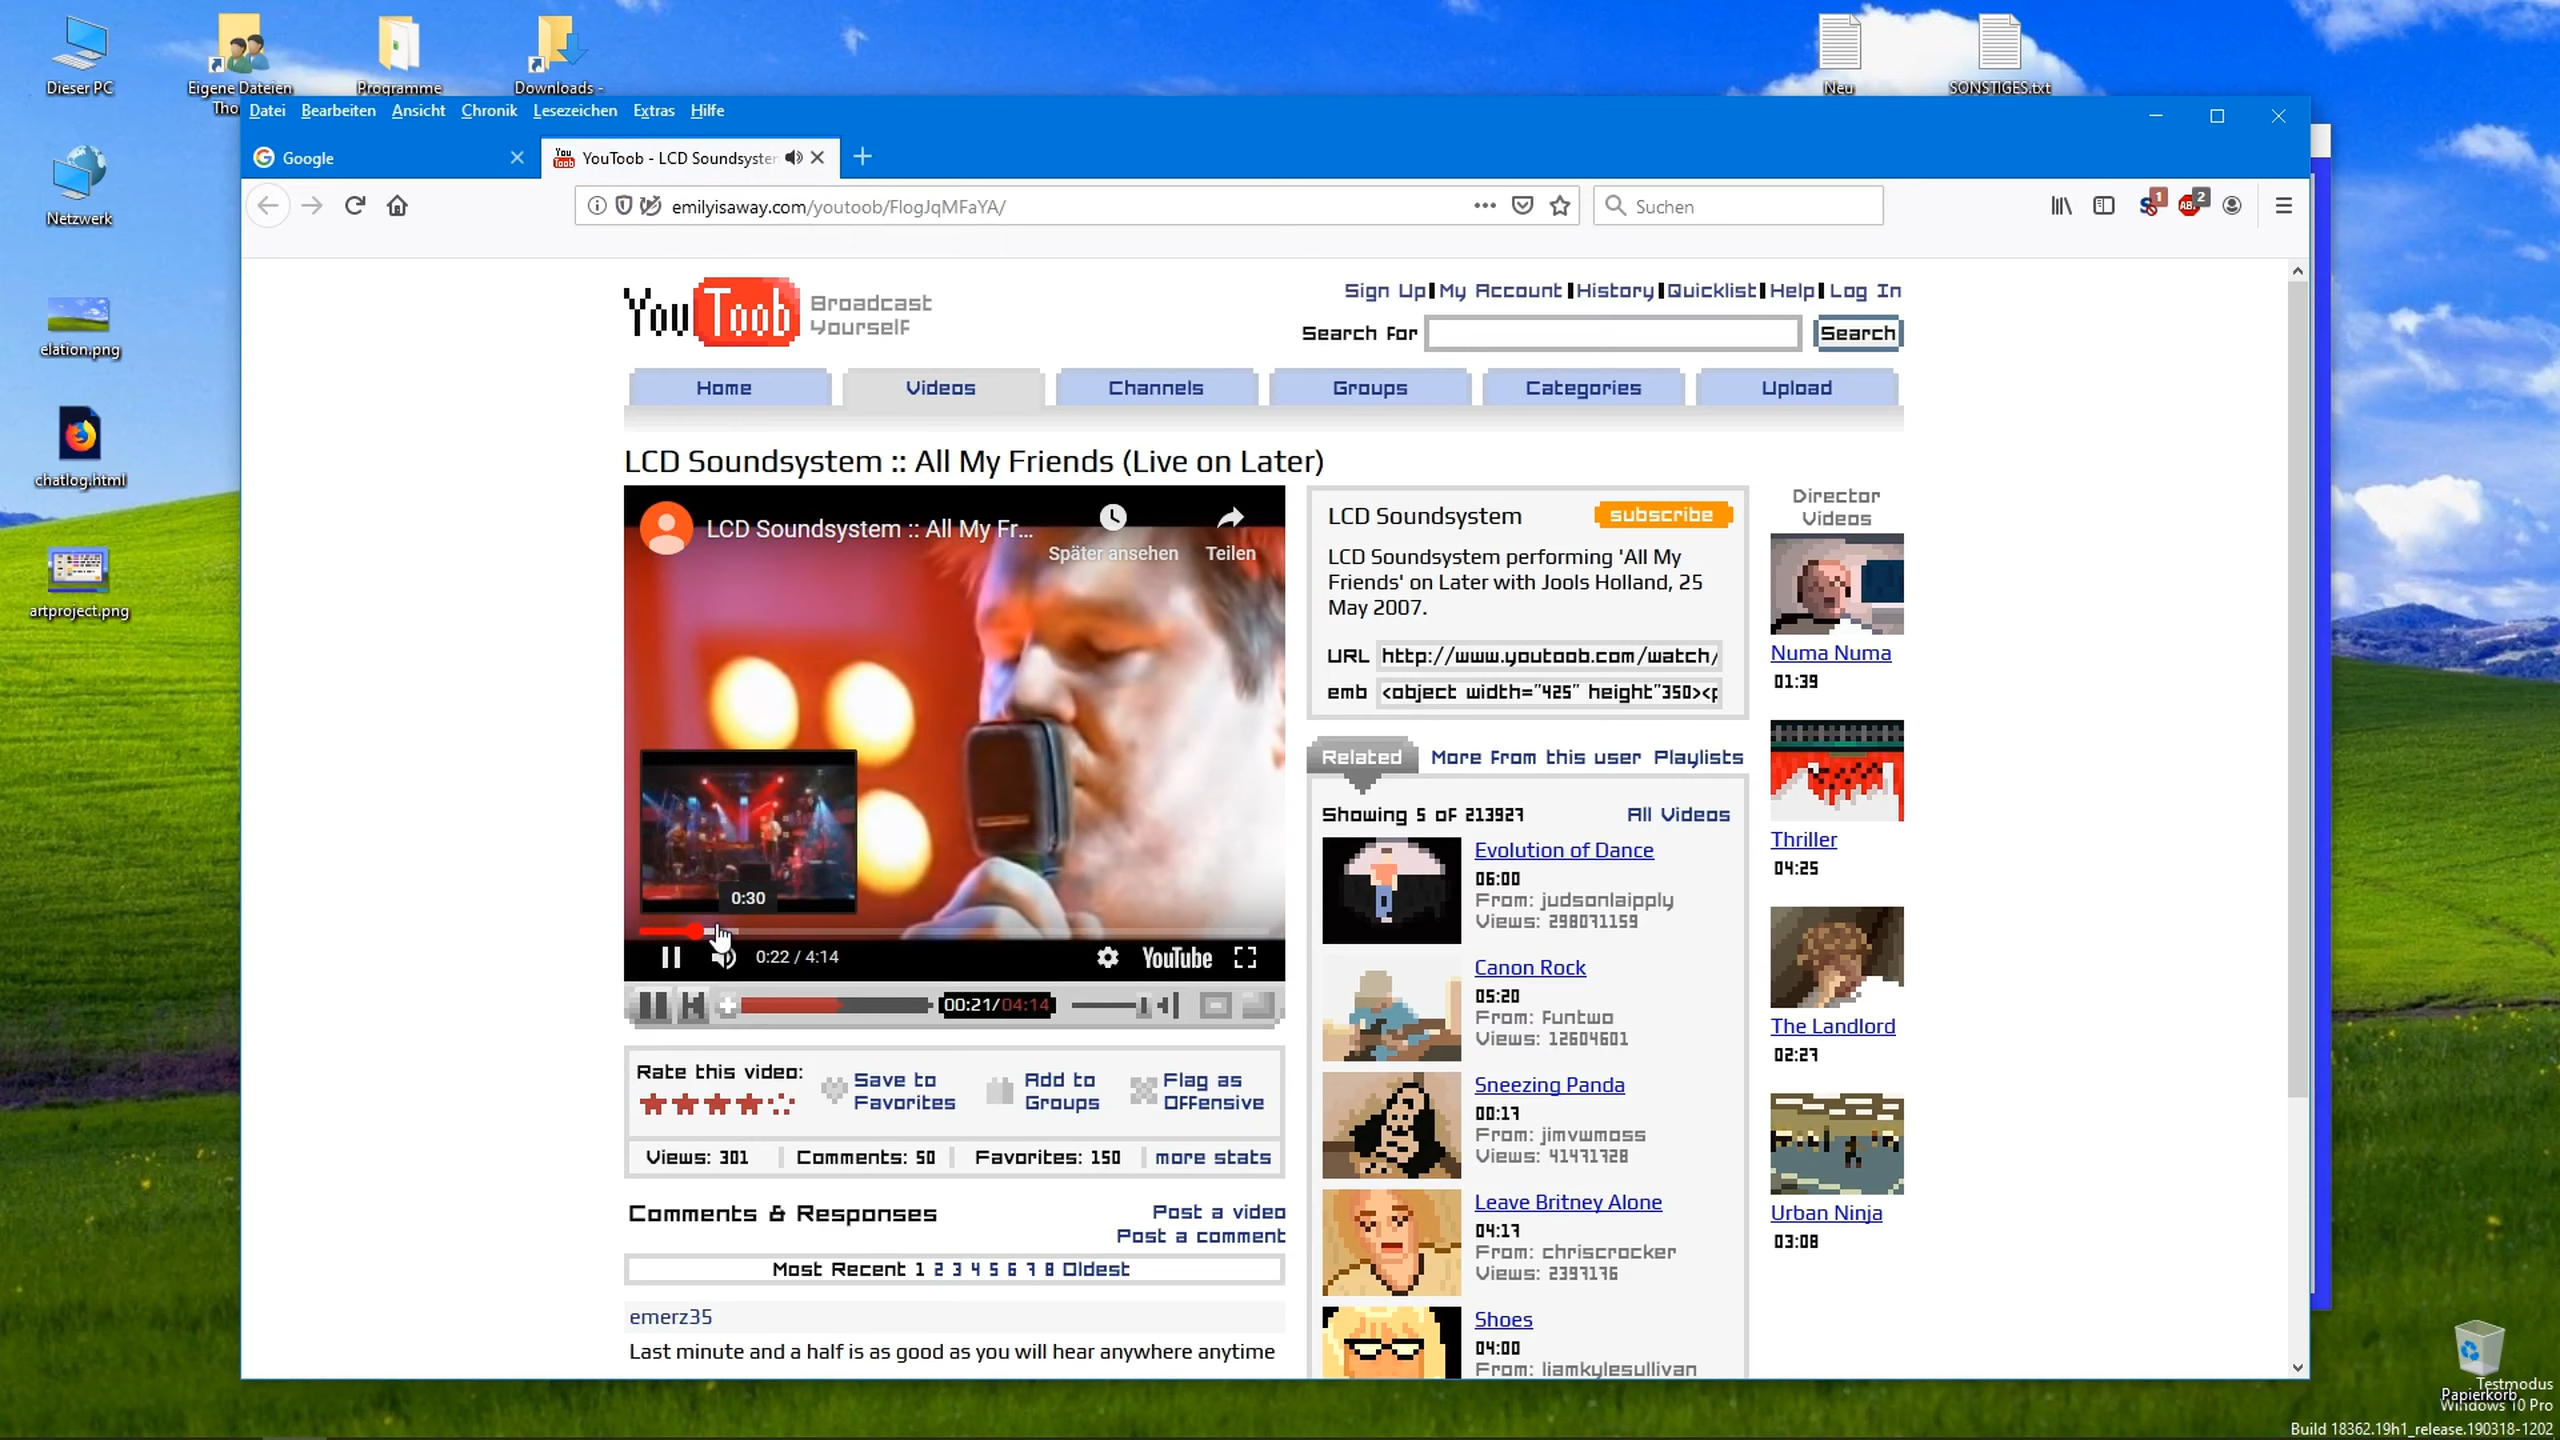 Dieser PC
Eigene Dateien
Tho
Programme
Downloads -
Neu
SONSTIGES.txt
Netzwerk
elation.png
chatlog.html
artproject.png
Datei Bearbeiten Ansicht Chronik Lesezeichen Extras Hilfe
Google
YouToob - LCD Soundsystem
emilyisaway.com/youtoob/FlogJqMFaYA/
Suchen
1
ABP 2
YouToob
Broadcast
Yourself
Sign Up My Account History Quicklist Help Log In
Search for
Search
Home Videos Channels Groups Categories Upload
LCD Soundsystem :: All My Friends (Live on Later)
LCD Soundsystem :: All My Fr...
Später ansehen
Teilen
0:30
0:22 / 4:14
YouTube
00:21/04:14
Rate this video:
Save to
Favorites
Add to
Groups
Flag as
Offensive
Views: 301
Comments: 50
Favorites: 150
more stats
Comments & Responses
Post a video
Post a comment
Most Recent 1 2 3 4 5 6 7 8 Oldest
emerz35
Last minute and a half is as good as you will hear anywhere anytime
LCD Soundsystem
subscribe
LCD Soundsystem performing 'All My
Friends' on Later with Jools Holland, 25
May 2007.
URL http://www.youtoob.com/watch/
emb <object width="425" height"350><p
Related
More from this user
Playlists
Showing 5 of 213927
All Videos
Evolution of Dance
06:00
From: judsonlaipply
Views: 298071159
Canon Rock
05:20
From: funtwo
Views: 12604601
Sneezing Panda
00:17
From: jimvwmoss
Views: 41471728
Leave Britney Alone
04:17
From: chriscrocker
Views: 2397176
Shoes
04:00
From: liamkylesullivan
Director
Videos
Numa Numa
01:39
Thriller
04:25
The Landlord
02:27
Urban Ninja
03:08
Papierkorb
Testmodus
Windows 10 Pro
Build 18362.19h1_release.190318-1202